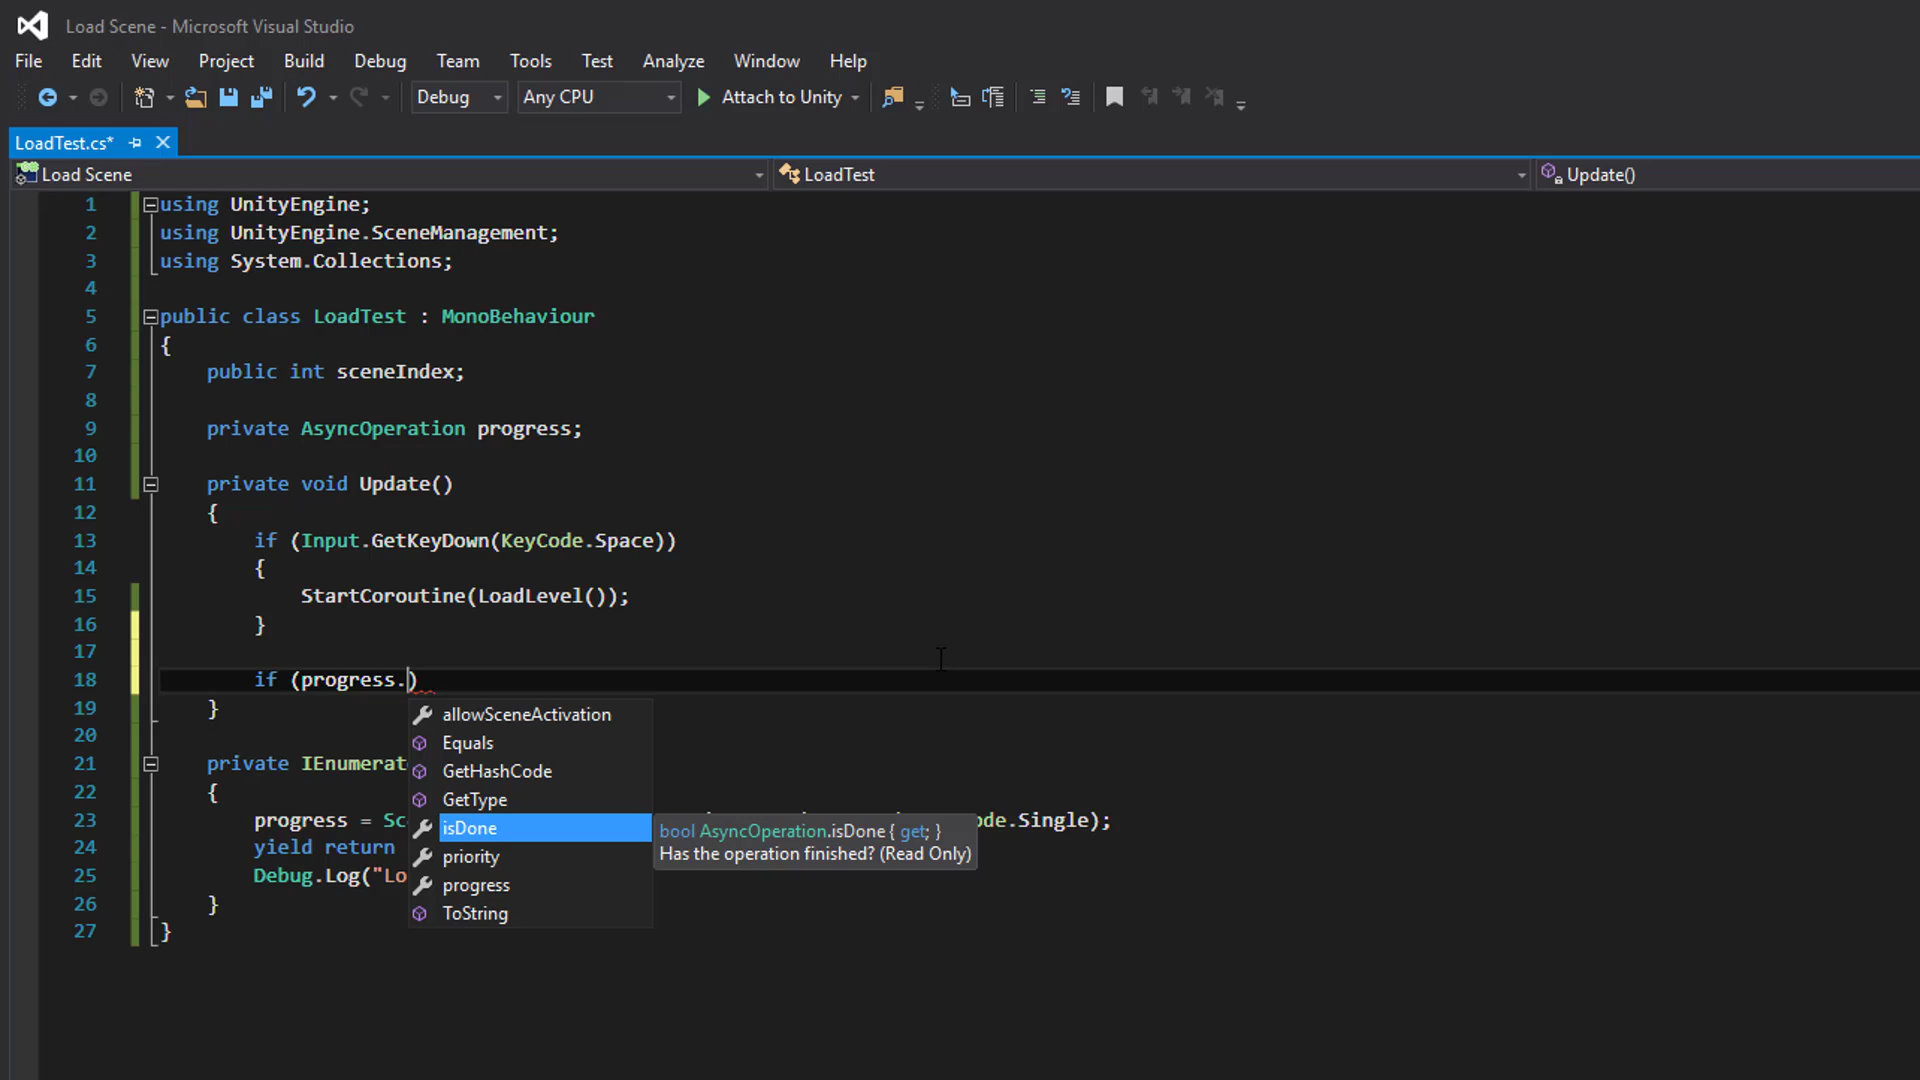 Load Scene - Microsoft Visual Studio
File Edit View Project Build Debug Team Tools Test Analyze Window Help
Debug Any CPU Attach to Unity
LoadTest.cs*
Load Scene LoadTest Update()
1 using UnityEngine;
2 using UnityEngine.SceneManagement;
3 using System.Collections;
4
5 public class LoadTest : MonoBehaviour
6 {
7 public int sceneIndex;
8
9 private AsyncOperation progress;
10
11 private void Update()
12 {
13 if (Input.GetKeyDown(KeyCode.Space))
14 {
15 StartCoroutine(LoadLevel());
16 }
17
18 if (progress.)
19 }
20
21 private IEnumerat
22 {
23 progress = Sc ode.Single);
24 yield return
25 Debug.Log("Lo
26 }
27 }
allowSceneActivation
Equals
GetHashCode
GetType
isDone
priority
progress
ToString
bool AsyncOperation.isDone { get; }
Has the operation finished? (Read Only)